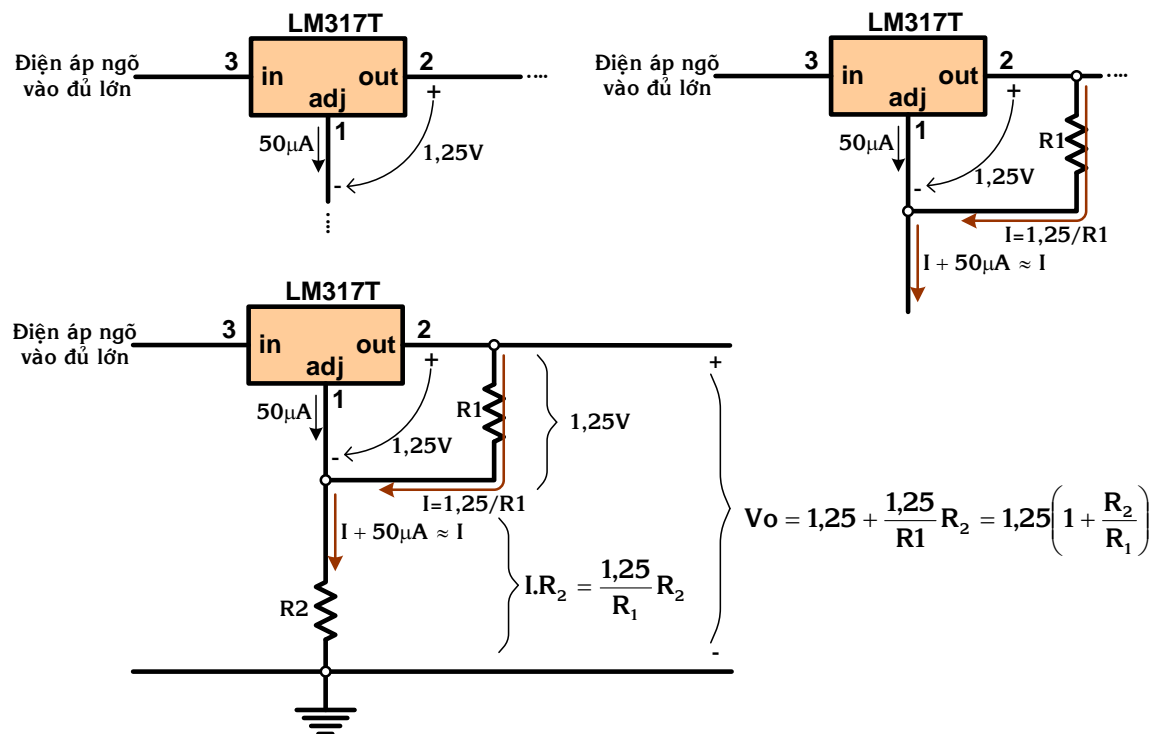 LM317T
Điện áp ngõ
vào đủ lớn
3
in
out
adj
2
+
....
1
50μA
1,25V
-
....
LM317T
Điện áp ngõ
vào đủ lớn
3
in
out
adj
2
+
....
1
50μA
R1
1,25V
-
I=1,25/R1
I + 50μA ≈ I
LM317T
Điện áp ngõ
vào đủ lớn
3
in
out
adj
2
+
+
1
50μA
R1
1,25V
1,25V
-
I=1,25/R1
I + 50μA ≈ I
Vo = 1,25 + 1,25/R1 R₂ = 1,25(1 + R₂/R₁)
I.R₂ = 1,25/R₁ R₂
R2
-